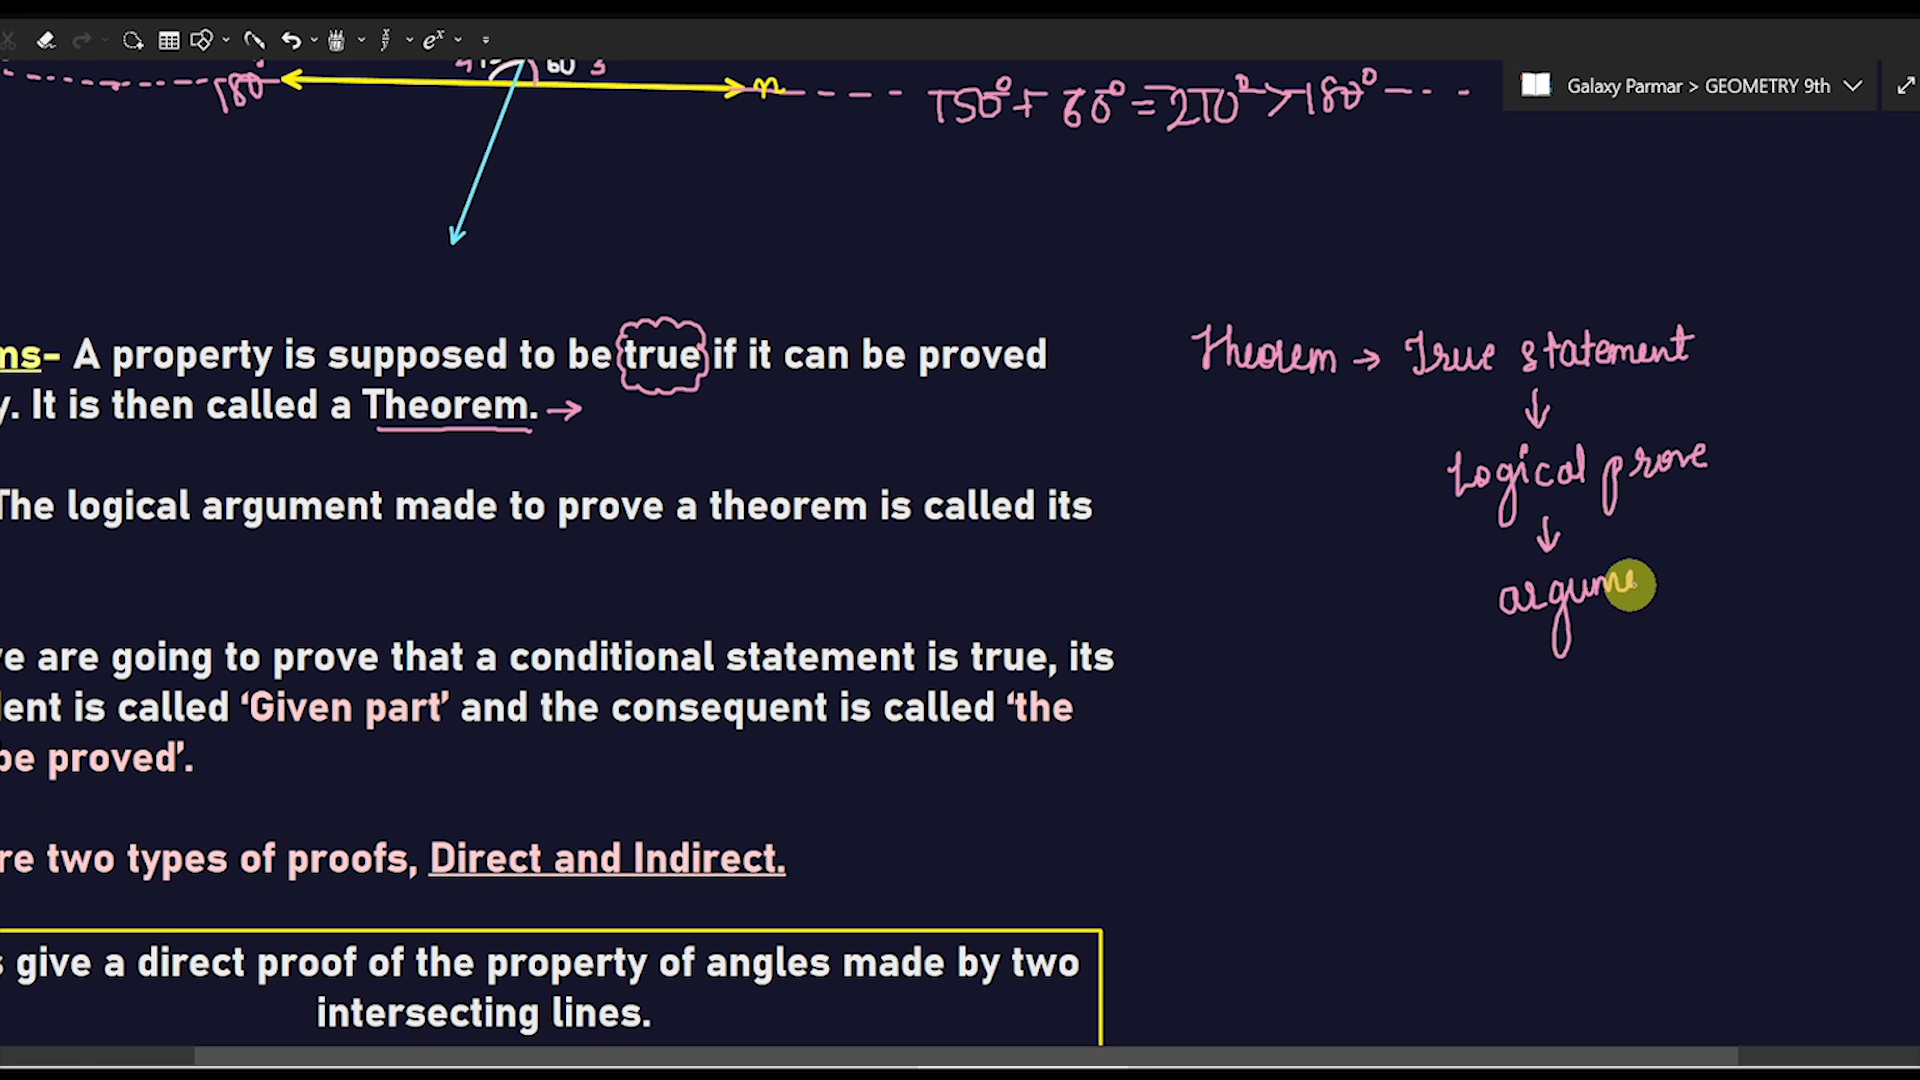 60 3
180
n
150° + 60° = 210° > 180°
Galaxy Parmar > GEOMETRY 9th
ms- A property is supposed to be true if it can be proved
y. It is then called a Theorem. →
Theorem → True statement
↓
Logical prove
↓
argume
The logical argument made to prove a theorem is called its
ve are going to prove that a conditional statement is true, its
dent is called ‘Given part’ and the consequent is called ‘the
be proved’.
re two types of proofs, Direct and Indirect.
s give a direct proof of the property of angles made by two
intersecting lines.